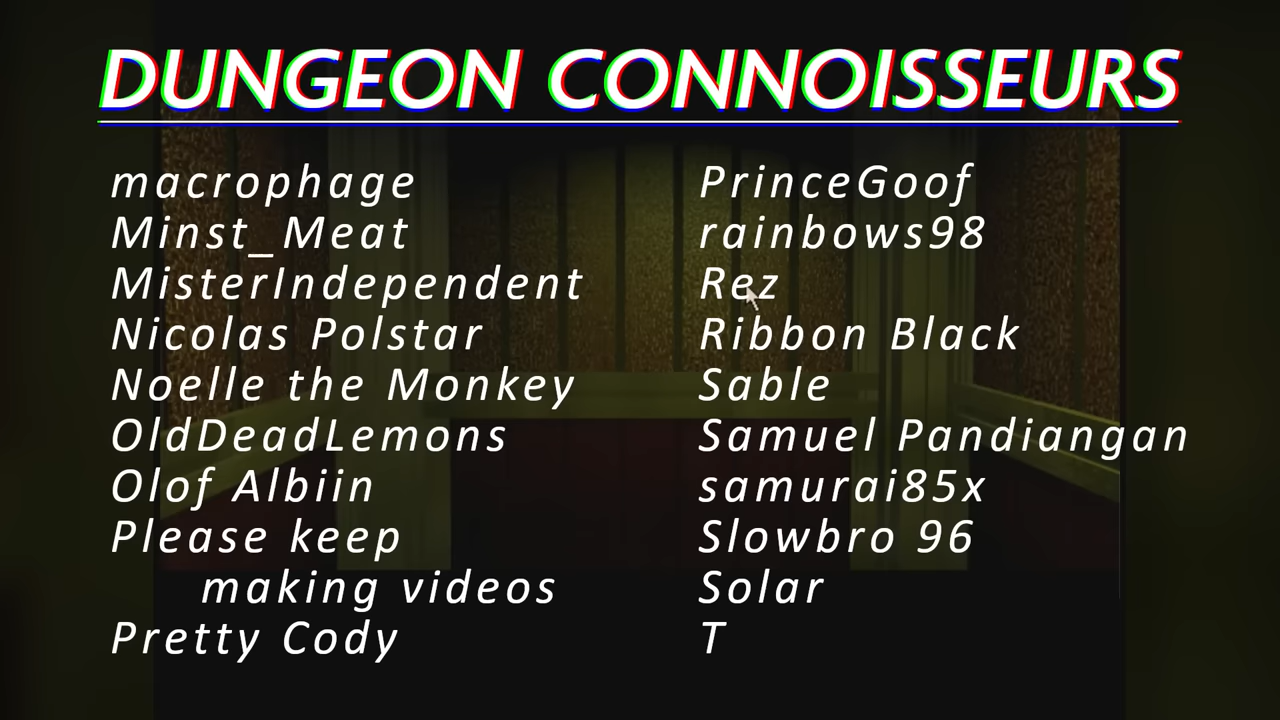 DUNGEON CONNOISSEURS
macrophage
Minst_Meat
MisterIndependent
Nicolas Polstar
Noelle the Monkey
OldDeadLemons
Olof Albiin
Please keep
making videos
Pretty Cody
PrinceGoof
rainbows98
Rez
Ribbon Black
Sable
Samuel Pandiangan
samurai85x
Slowbro 96
Solar
T